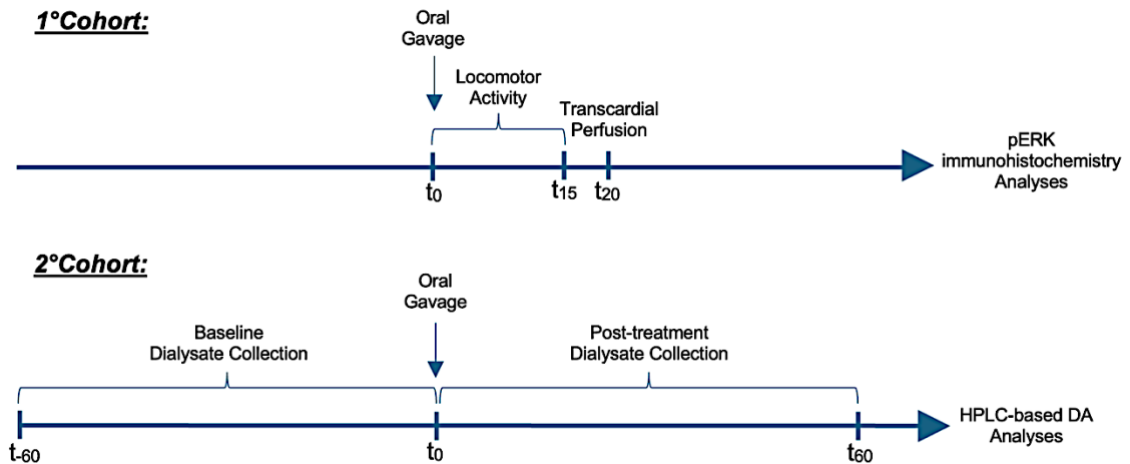 1°Cohort:
Oral
Gavage
Locomotor
Activity
Transcardial
Perfusion
pERK
immunohistochemistry
Analyses
t0
t15
t20
2°Cohort:
Oral
Gavage
Baseline
Dialysate Collection
Post-treatment
Dialysate Collection
HPLC-based DA
Analyses
t-60
t0
t60